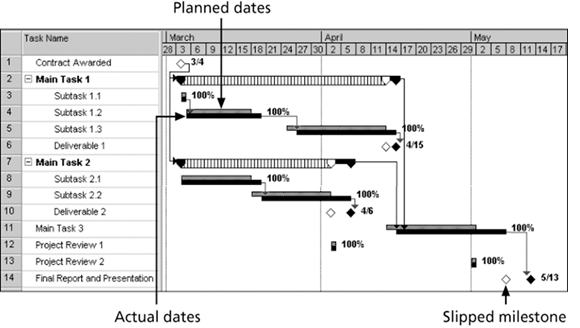 Planned dates
Task Name
March April May
28 3 6 9 12 15 18 21 24 27 30 2 5 8 11 14 17 20 23 26 29 2 5 8 11 14 17
1 Contract Awarded 3/4
2 Main Task 1
3 Subtask 1.1 100%
4 Subtask 1.2 100%
5 Subtask 1.3 100%
6 Deliverable 1 4/15
7 Main Task 2
8 Subtask 2.1 100%
9 Subtask 2.2 100%
10 Deliverable 2 4/6
11 Main Task 3 100%
12 Project Review 1 100%
13 Project Review 2 100%
14 Final Report and Presentation 5/13
Actual dates Slipped milestone